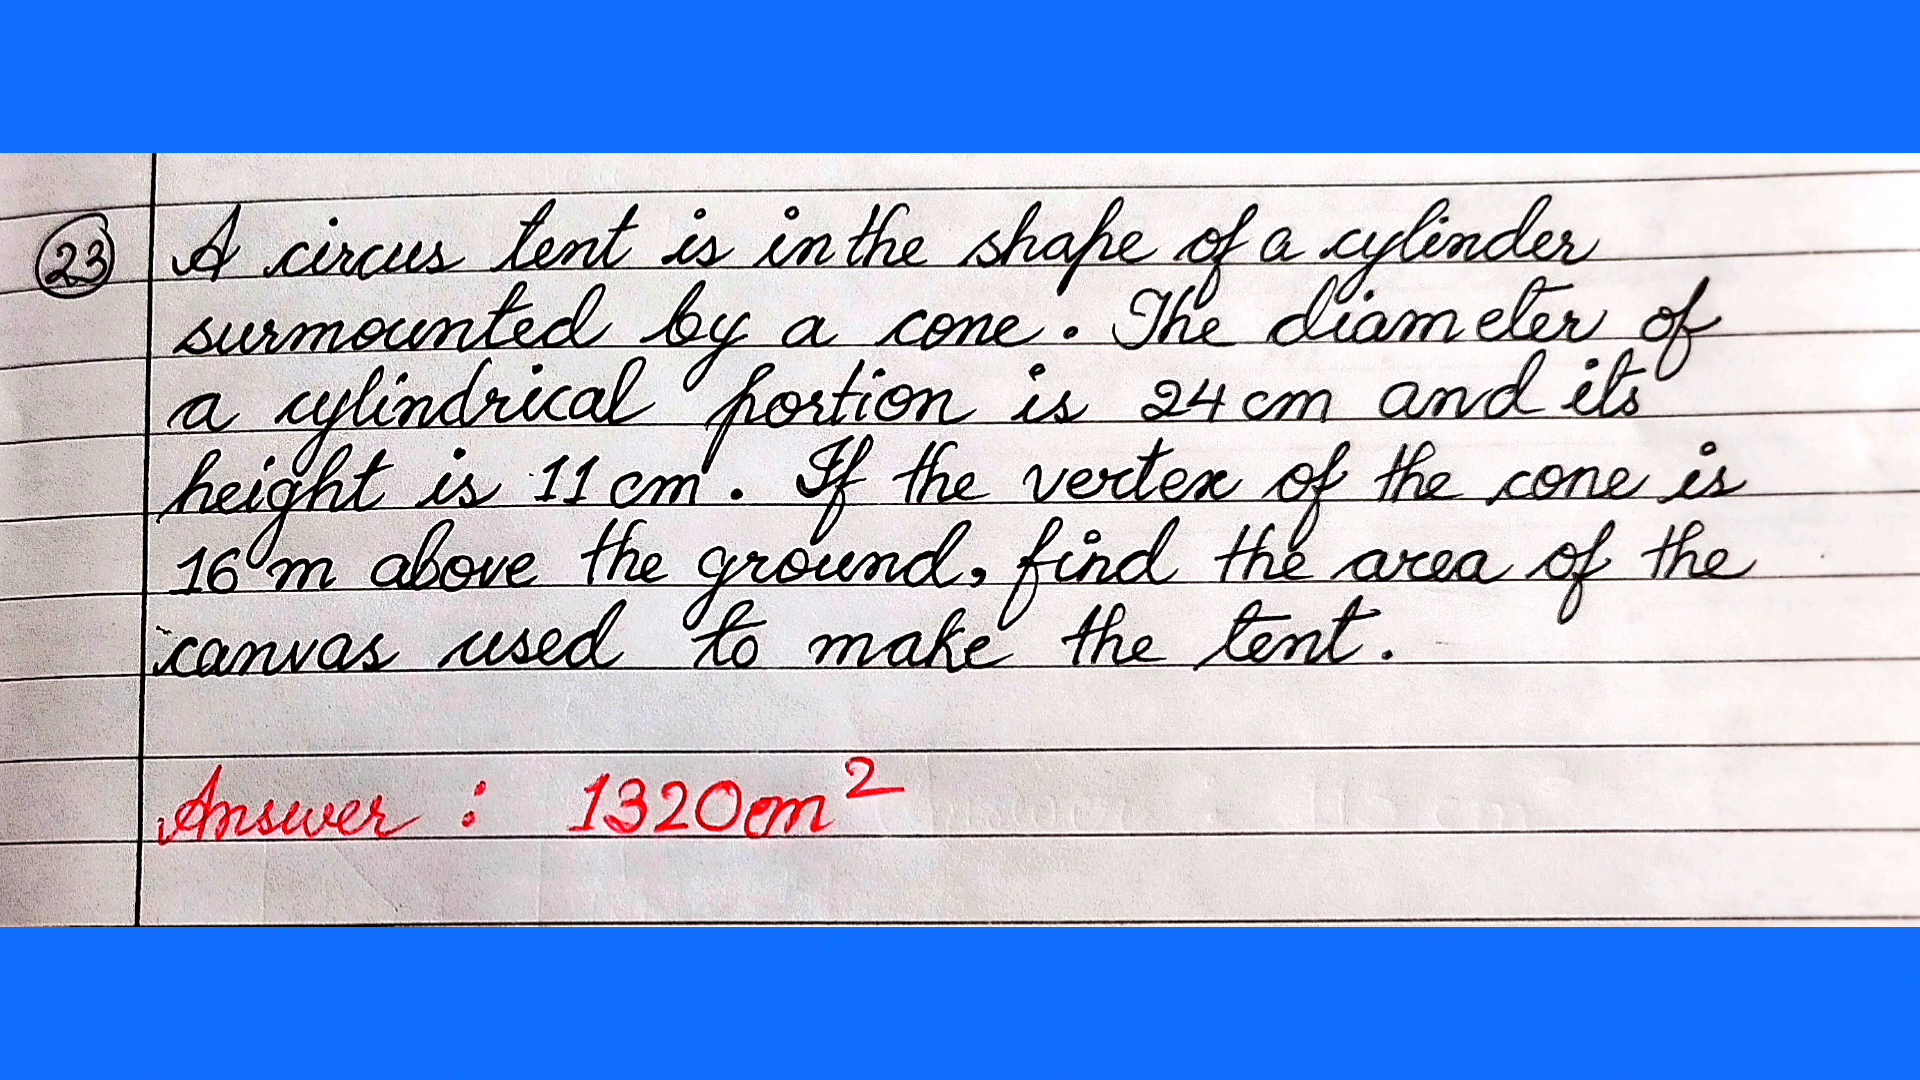 23 A circus tent is in the shape of a cylinder
surmounted by a cone. The diameter of
a cylindrical portion is 24 cm and its
height is 11 cm. If the vertex of the cone is
16 m above the ground, find the area of the
canvas used to make the tent.
Answer : 1320 cm²